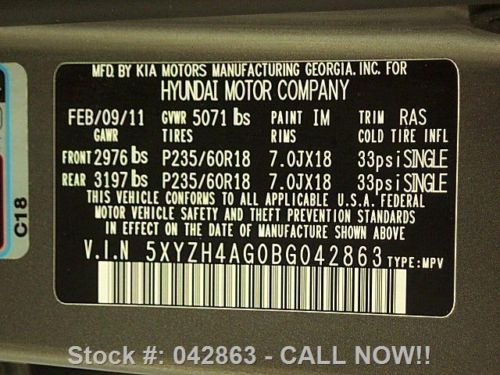 MFD. BY KIA MOTORS MANUFACTURING GEORGIA. INC. FOR
HYUNDAI MOTOR COMPANY
FEB/09/11 GVWR 5071 lbs PAINT IM TRIM RAS
GAWR TIRES RIMS COLD TIRE INFL
FRONT 2976 lbs P235/60R18 7.0JX18 33psi SINGLE
REAR 3197 lbs P235/60R18 7.0JX18 33psi SINGLE
THIS VEHICLE CONFORMS TO ALL APPLICABLE U.S.A. FEDERAL
MOTOR VEHICLE SAFETY AND THEFT PREVENTION STANDARDS
IN EFFECT ON THE DATE OF MANUFACTURE SHOWN ABOVE.
V.I.N 5XYZH4AG0BG042863 TYPE:MPV
C18
Stock #: 042863 - CALL NOW!!